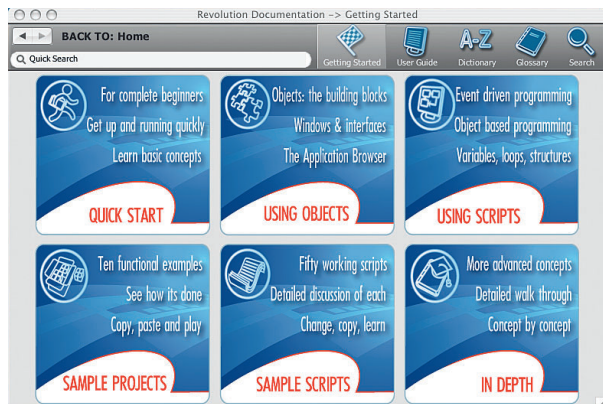 Revolution Documentation -> Getting Started
BACK TO: Home
Quick Search
Getting Started
User Guide
A-Z
Dictionary
Glossary
Search
For complete beginners
Get up and running quickly
Learn basic concepts
QUICK START
Objects: the building blocks
Windows & interfaces
The Application Browser
USING OBJECTS
Event driven programming
Object based programming
Variables, loops, structures
USING SCRIPTS
Ten functional examples
See how its done
Copy, paste and play
SAMPLE PROJECTS
Fifty working scripts
Detailed discussion of each
Change, copy, learn
SAMPLE SCRIPTS
More advanced concepts
Detailed walk through
Concept by concept
IN DEPTH